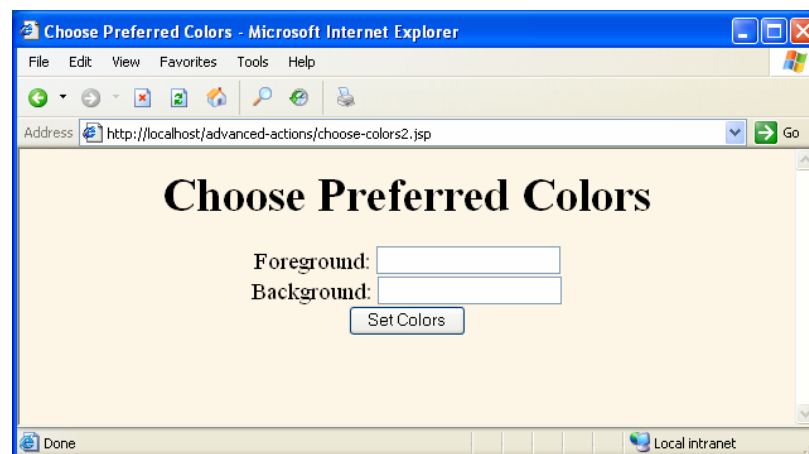 Choose Preferred Colors - Microsoft Internet Explorer
File Edit View Favorites Tools Help
Address http://localhost/advanced-actions/choose-colors2.jsp Go
Choose Preferred Colors
Foreground:
Background:
Set Colors
Done Local intranet